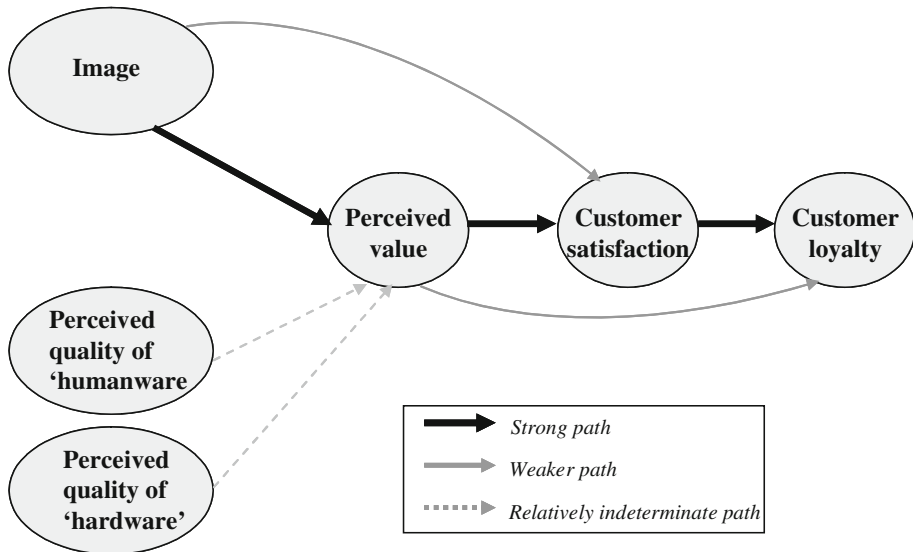 Image
Perceived
value
Customer
satisfaction
Customer
loyalty
Perceived
quality of
‘humanware
Perceived
quality of
‘hardware’
Strong path
Weaker path
Relatively indeterminate path